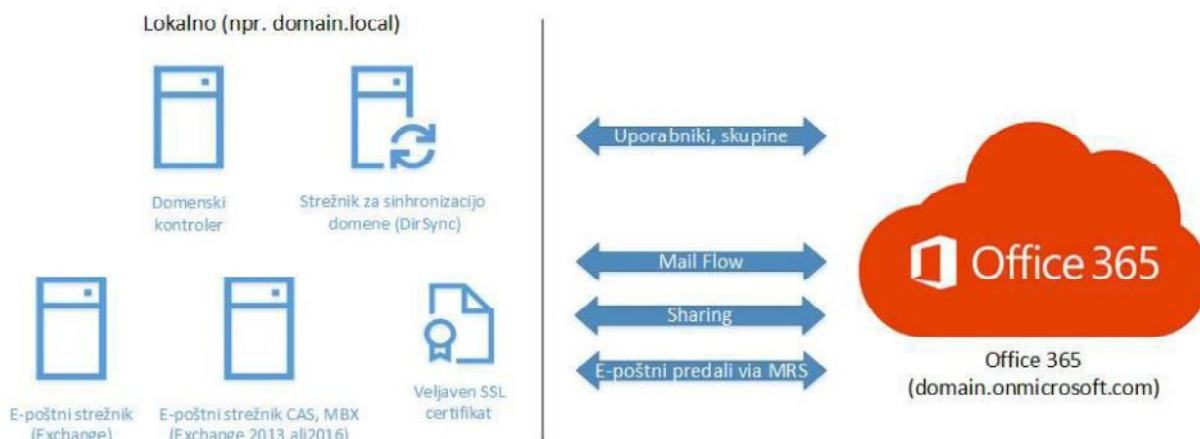 Lokalno (npr. domain.local)
Domenski
kontroler
Strežnik za sinhronizacijo
domene (DirSync)
E-poštni strežnik
(Exchange)
E-poštni strežnik CAS, MBX
(Exchange 2013 ali2016)
Veljaven SSL
certifikat
Uporabniki, skupine
Mail Flow
Sharing
E-poštni predali via MRS
Office 365
Office 365
(domain.onmicrosoft.com)